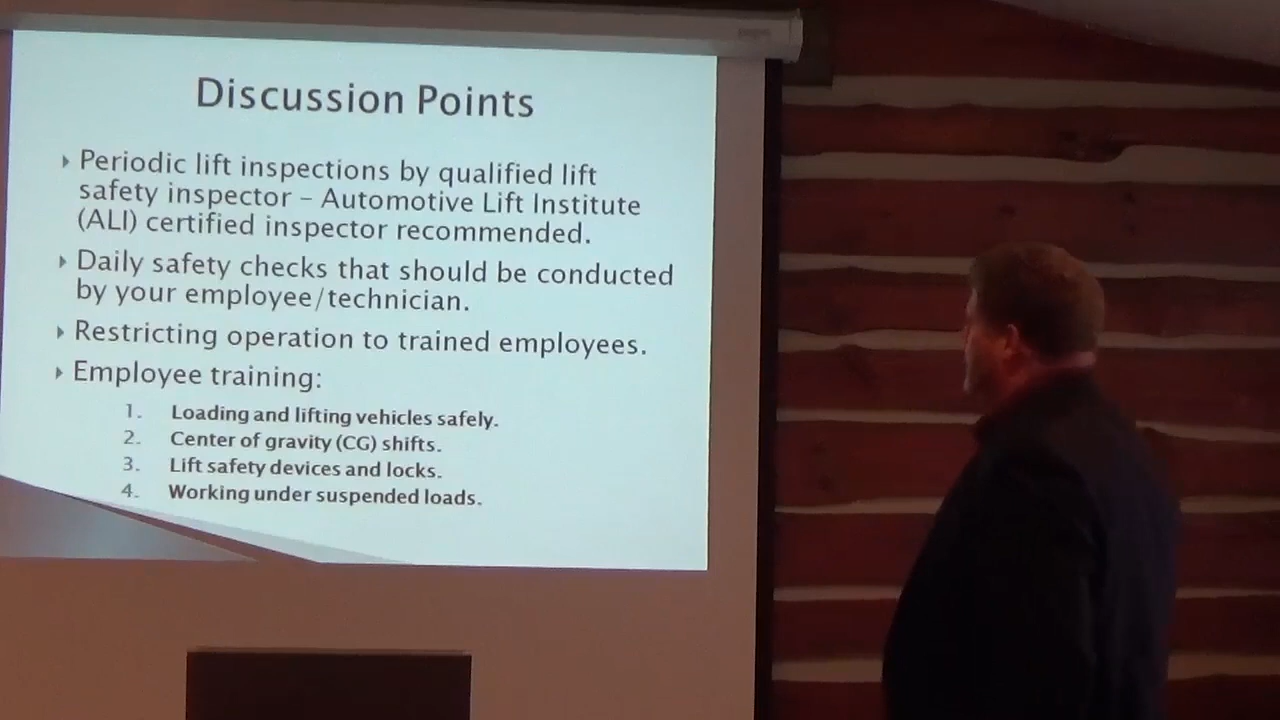 Discussion Points
Periodic lift inspections by qualified lift
safety inspector – Automotive Lift Institute
(ALI) certified inspector recommended.
Daily safety checks that should be conducted
by your employee/technician.
Restricting operation to trained employees.
Employee training:
1. Loading and lifting vehicles safely.
2. Center of gravity (CG) shifts.
3. Lift safety devices and locks.
4. Working under suspended loads.